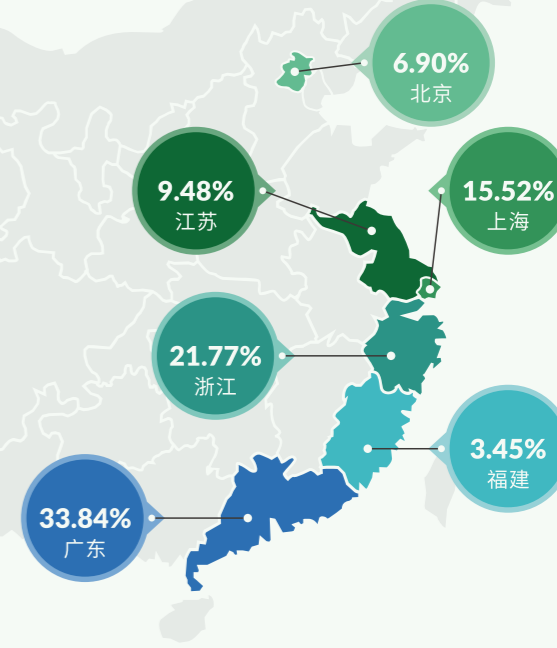 6.90%
北京
9.48%
江苏
15.52%
上海
21.77%
浙江
3.45%
福建
33.84%
广东